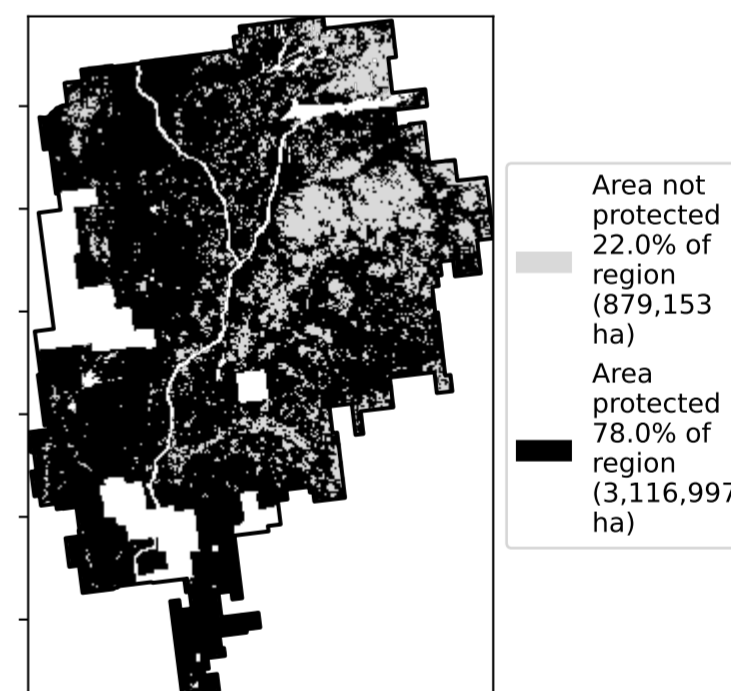 Area not
protected
22.0% of
region
(879,153
ha)
Area
protected
78.0% of
region
(3,116,997
ha)